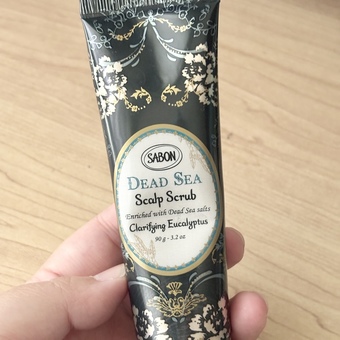 SABON
DEAD SEA
Scalp Scrub
Enriched with Dead Sea salts
Clarifying Eucalyptus
90 g - 3.2 oz